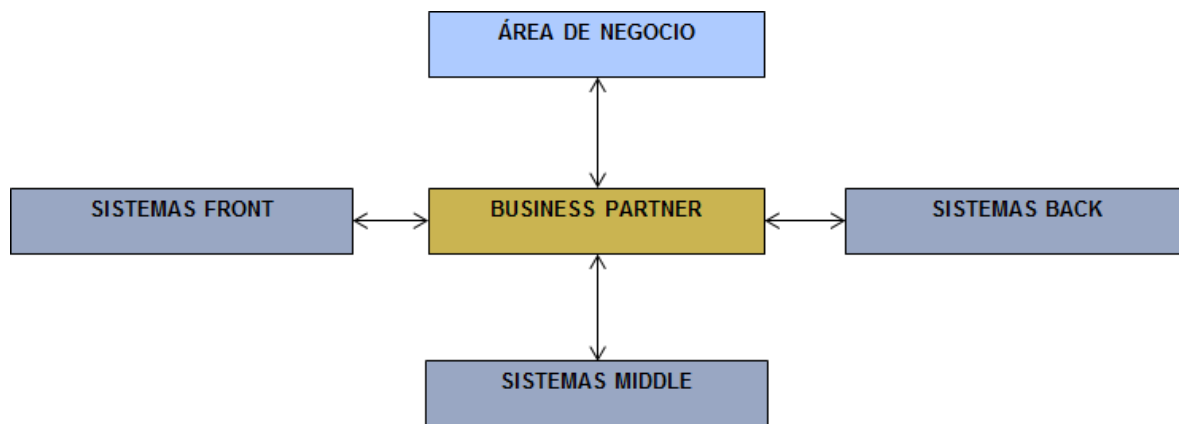 ÁREA DE NEGOCIO
SISTEMAS FRONT
BUSINESS PARTNER
SISTEMAS BACK
SISTEMAS MIDDLE